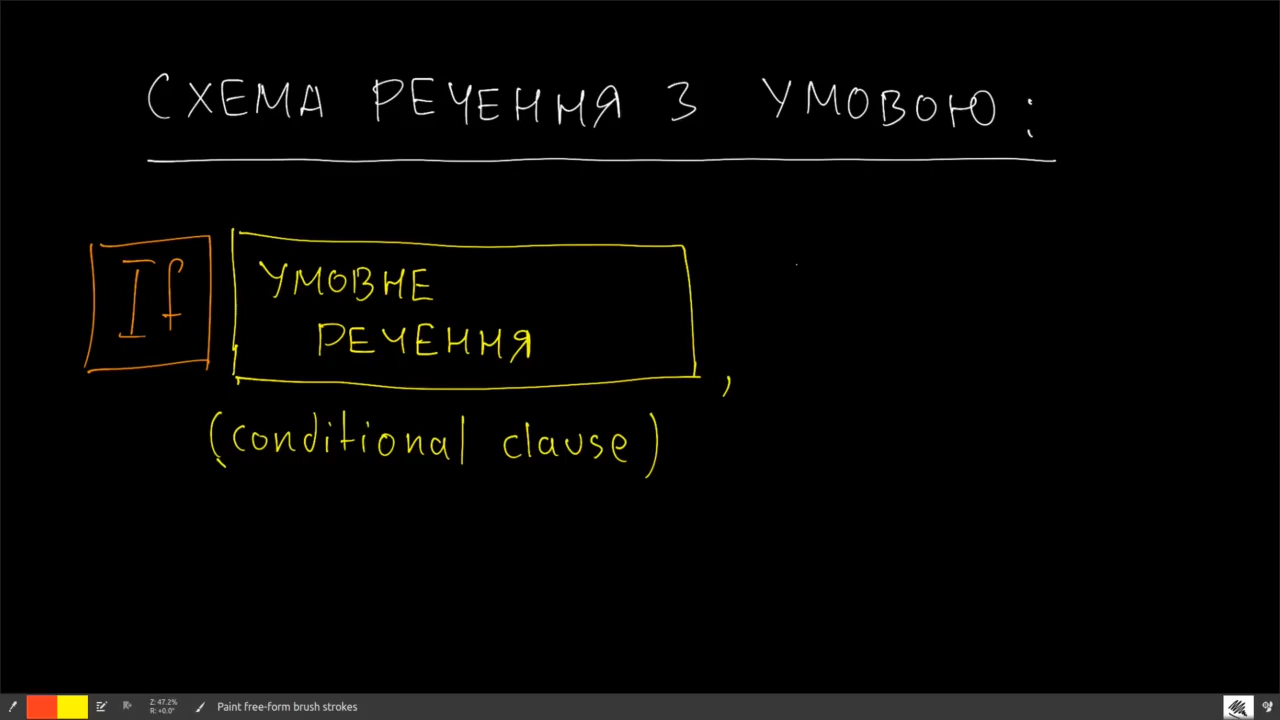 СХЕМА РЕЧЕННЯ З УМОВОЮ:
If
УМОВНЕ
РЕЧЕННЯ
,
(conditional clause)
Z: 47.2%
R: +0.0°
Paint free-form brush strokes